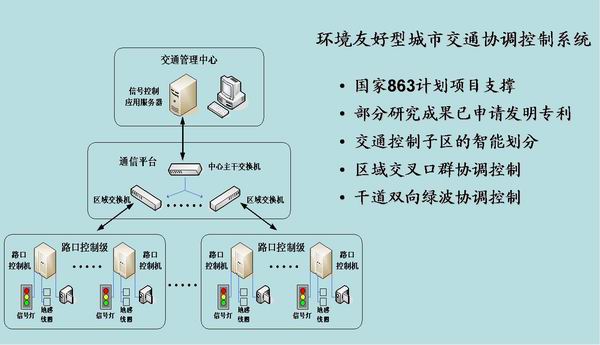 环境友好型城市交通协调控制系统
• 国家863计划项目支撑
• 部分研究成果已申请发明专利
• 交通控制子区的智能划分
• 区域交叉口群协调控制
• 干道双向绿波协调控制
交通管理中心
信号控制
应用服务器
通信平台
中心主干交换机
区域交换机
区域交换机
路口控制级
路口
控制机
路口
控制机
信号灯
地感
线圈
信号灯
地感
线圈
路口控制级
路口
控制机
路口
控制机
信号灯
地感
线圈
信号灯
地感
线圈